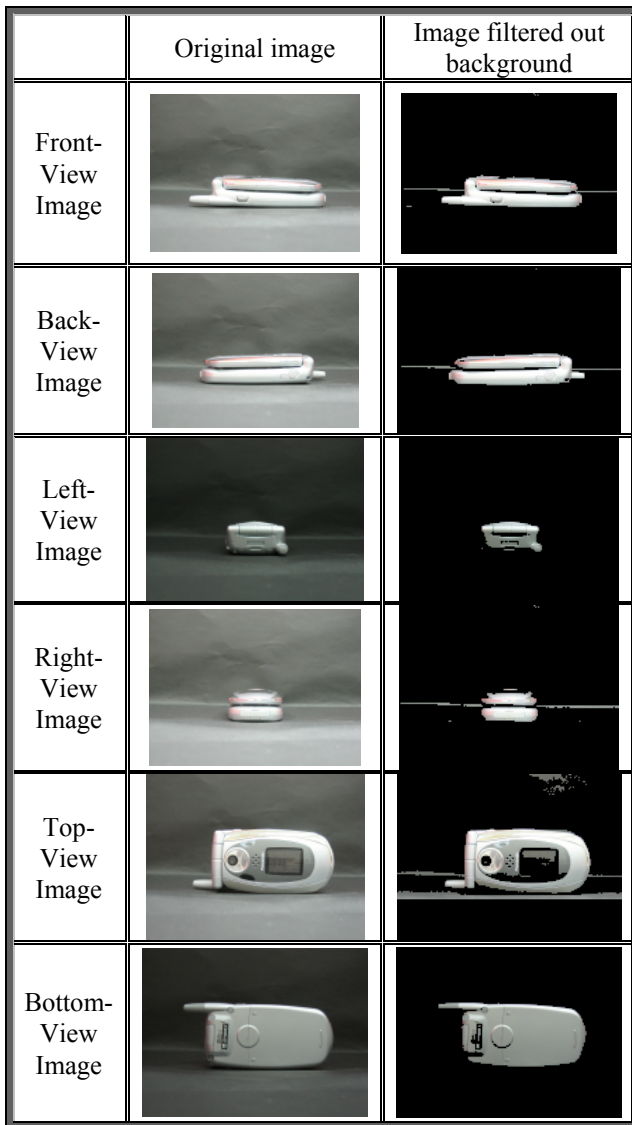 Original image
Image filtered out
background
Front-
View
Image
Back-
View
Image
Left-
View
Image
Right-
View
Image
Top-
View
Image
Bottom-
View
Image